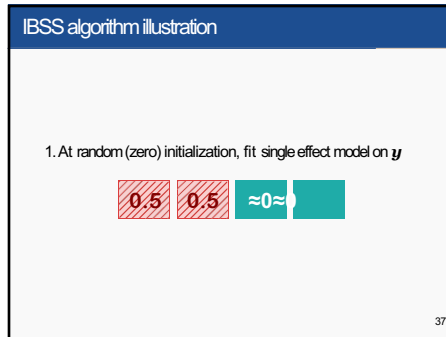 IBSS algorithm illustration
1. At random (zero) initialization, fit single effect model on y
0.5 0.5 ≈0≈0
37